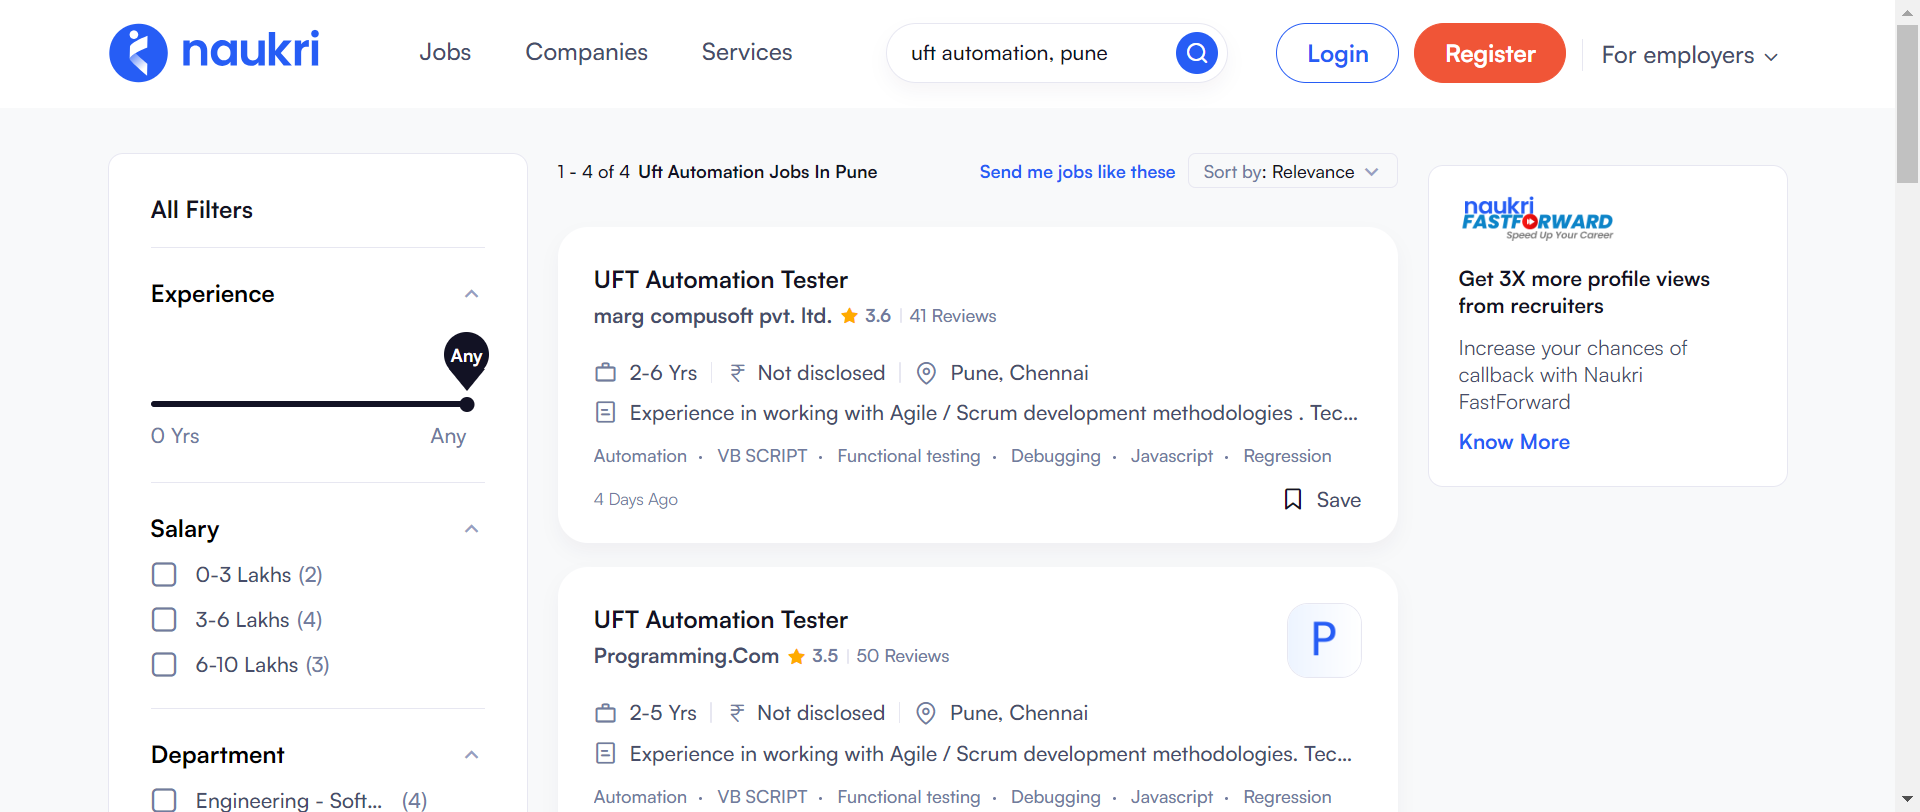 naukri
Jobs
Companies
Services
uft automation, pune
Login
Register
For employers
All Filters
Experience
Any
0 Yrs
Any
Salary
0-3 Lakhs (2)
3-6 Lakhs (4)
6-10 Lakhs (3)
Department
Engineering - Soft... (4)
1 - 4 of 4 Uft Automation Jobs In Pune
Send me jobs like these
Sort by: Relevance
UFT Automation Tester
marg compusoft pvt. ltd. 3.6 41 Reviews
2-6 Yrs ₹ Not disclosed Pune, Chennai
Experience in working with Agile / Scrum development methodologies . Tec...
Automation · VB SCRIPT · Functional testing · Debugging · Javascript · Regression
4 Days Ago
Save
UFT Automation Tester
P
Programming.Com 3.5 50 Reviews
2-5 Yrs ₹ Not disclosed Pune, Chennai
Experience in working with Agile / Scrum development methodologies. Tec...
Automation · VB SCRIPT · Functional testing · Debugging · Javascript · Regression
naukri
FASTFORWARD
Speed Up Your Career
Get 3X more profile views
from recruiters
Increase your chances of
callback with Naukri
FastForward
Know More